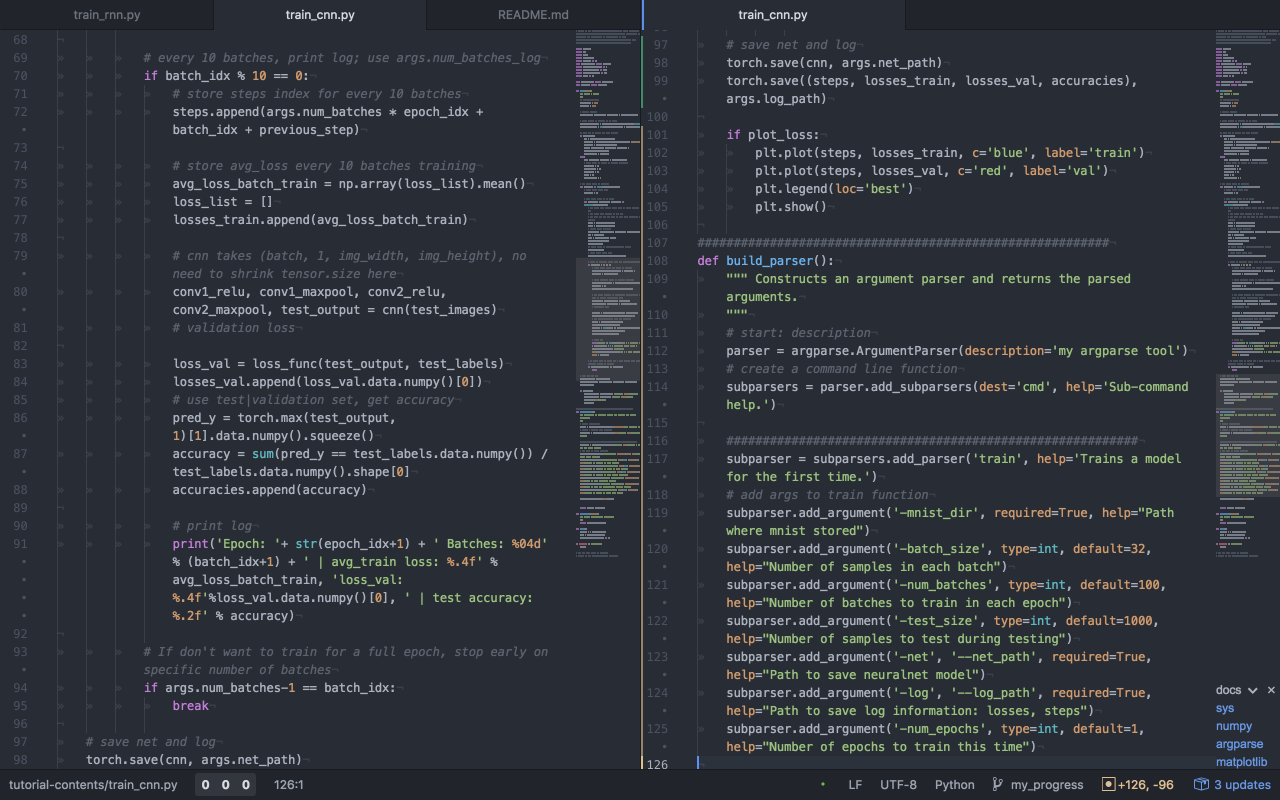 train_rnn.py
train_cnn.py
README.md
train_cnn.py
68
69 # every 10 batches, print log; use args.num_batches_log
70 if batch_idx % 10 == 0:
71 # store steps index for every 10 batches
72 steps.append(args.num_batches * epoch_idx +
batch_idx + previous_step)
73
74 # store avg_loss every 10 batches training
75 avg_loss_batch_train = np.array(loss_list).mean()
76 loss_list = []
77 losses_train.append(avg_loss_batch_train)
78
79 # cnn takes (batch, 1, img_width, img_height), no
need to shrink tensor.size here
80 conv1_relu, conv1_maxpool, conv2_relu,
conv2_maxpool, test_output = cnn(test_images)
81 # validation loss
82
83 loss_val = loss_func(test_output, test_labels)
84 losses_val.append(loss_val.data.numpy()[0])
85 # use test|validation set, get accuracy
86 pred_y = torch.max(test_output,
1)[1].data.numpy().squeeze()
87 accuracy = sum(pred_y == test_labels.data.numpy()) /
test_labels.data.numpy().shape[0]
88 accuracies.append(accuracy)
89
90 # print log
91 print('Epoch: '+ str(epoch_idx+1) + ' Batches: %04d'
% (batch_idx+1) + ' | avg_train loss: %.4f' %
avg_loss_batch_train, 'loss_val:
%.4f'%loss_val.data.numpy()[0], ' | test accuracy:
%.2f' % accuracy)
92
93 # If don't want to train for a full epoch, stop early on
specific number of batches
94 if args.num_batches-1 == batch_idx:
95 break
96
97 # save net and log
98 torch.save(cnn, args.net_path)
97 # save net and log
98 torch.save(cnn, args.net_path)
99 torch.save((steps, losses_train, losses_val, accuracies),
args.log_path)
100
101 if plot_loss:
102 plt.plot(steps, losses_train, c='blue', label='train')
103 plt.plot(steps, losses_val, c='red', label='val')
104 plt.legend(loc='best')
105 plt.show()
106
107 #########################################################
108 def build_parser():
109 """ Constructs an argument parser and returns the parsed
arguments.
110 """
111 # start: description
112 parser = argparse.ArgumentParser(description='my argparse tool')
113 # create a command line function
114 subparsers = parser.add_subparsers(dest='cmd', help='Sub-command
help.')
115
116 #########################################################
117 subparser = subparsers.add_parser('train', help='Trains a model
for the first time.')
118 # add args to train function
119 subparser.add_argument('-mnist_dir', required=True, help="Path
where mnist stored")
120 subparser.add_argument('-batch_size', type=int, default=32,
help="Number of samples in each batch")
121 subparser.add_argument('-num_batches', type=int, default=100,
help="Number of batches to train in each epoch")
122 subparser.add_argument('-test_size', type=int, default=1000,
help="Number of samples to test during testing")
123 subparser.add_argument('-net', '--net_path', required=True,
help="Path to save neuralnet model")
124 subparser.add_argument('-log', '--log_path', required=True,
help="Path to save log information: losses, steps")
125 subparser.add_argument('-num_epochs', type=int, default=1,
help="Number of epochs to train this time")
126
docs
sys
numpy
argparse
matplotlib
tutorial-contents/train_cnn.py 0 0 0 126:1 LF UTF-8 Python my_progress +126, -96 3 updates